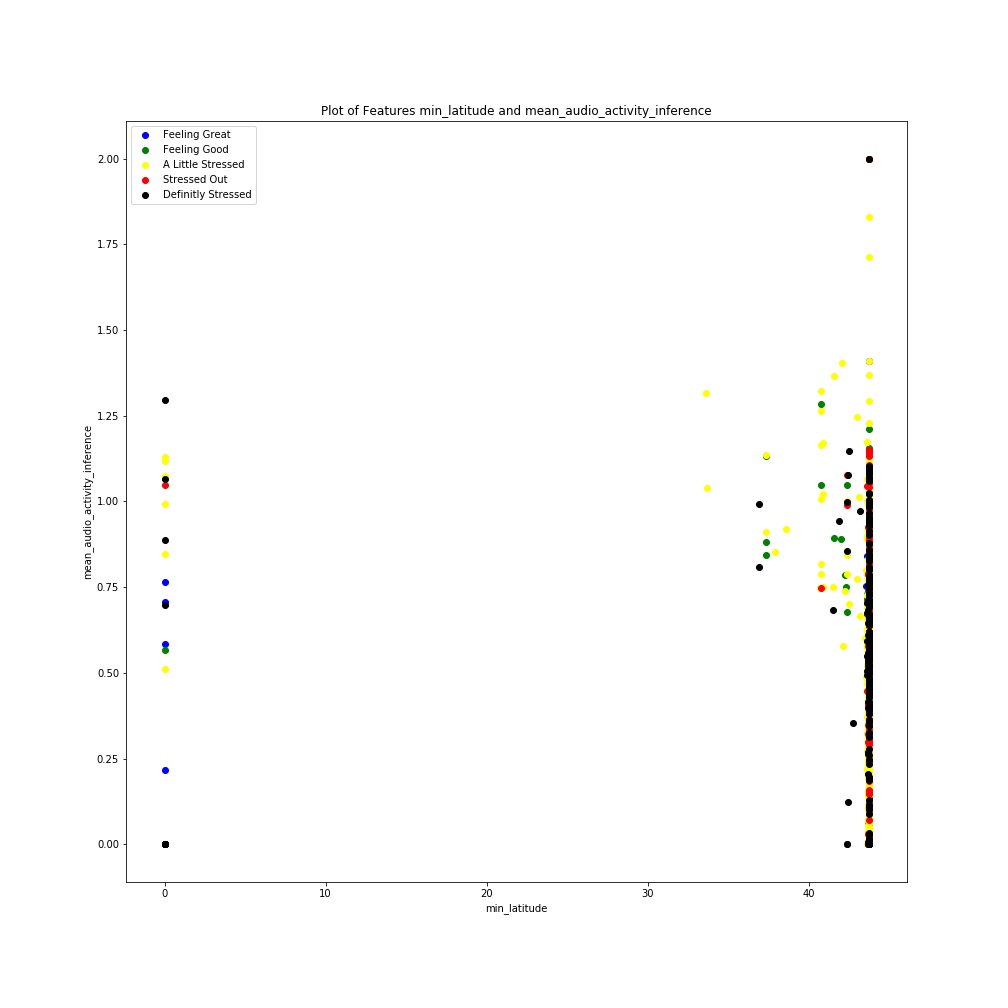 Plot of Features min_latitude and mean_audio_activity_inference
Feeling Great
Feeling Good
A Little Stressed
Stressed Out
Definitly Stressed
2.00
1.75
1.50
1.25
1.00
0.75
0.50
0.25
0.00
mean_audio_activity_inference
0
10
20
30
40
min_latitude